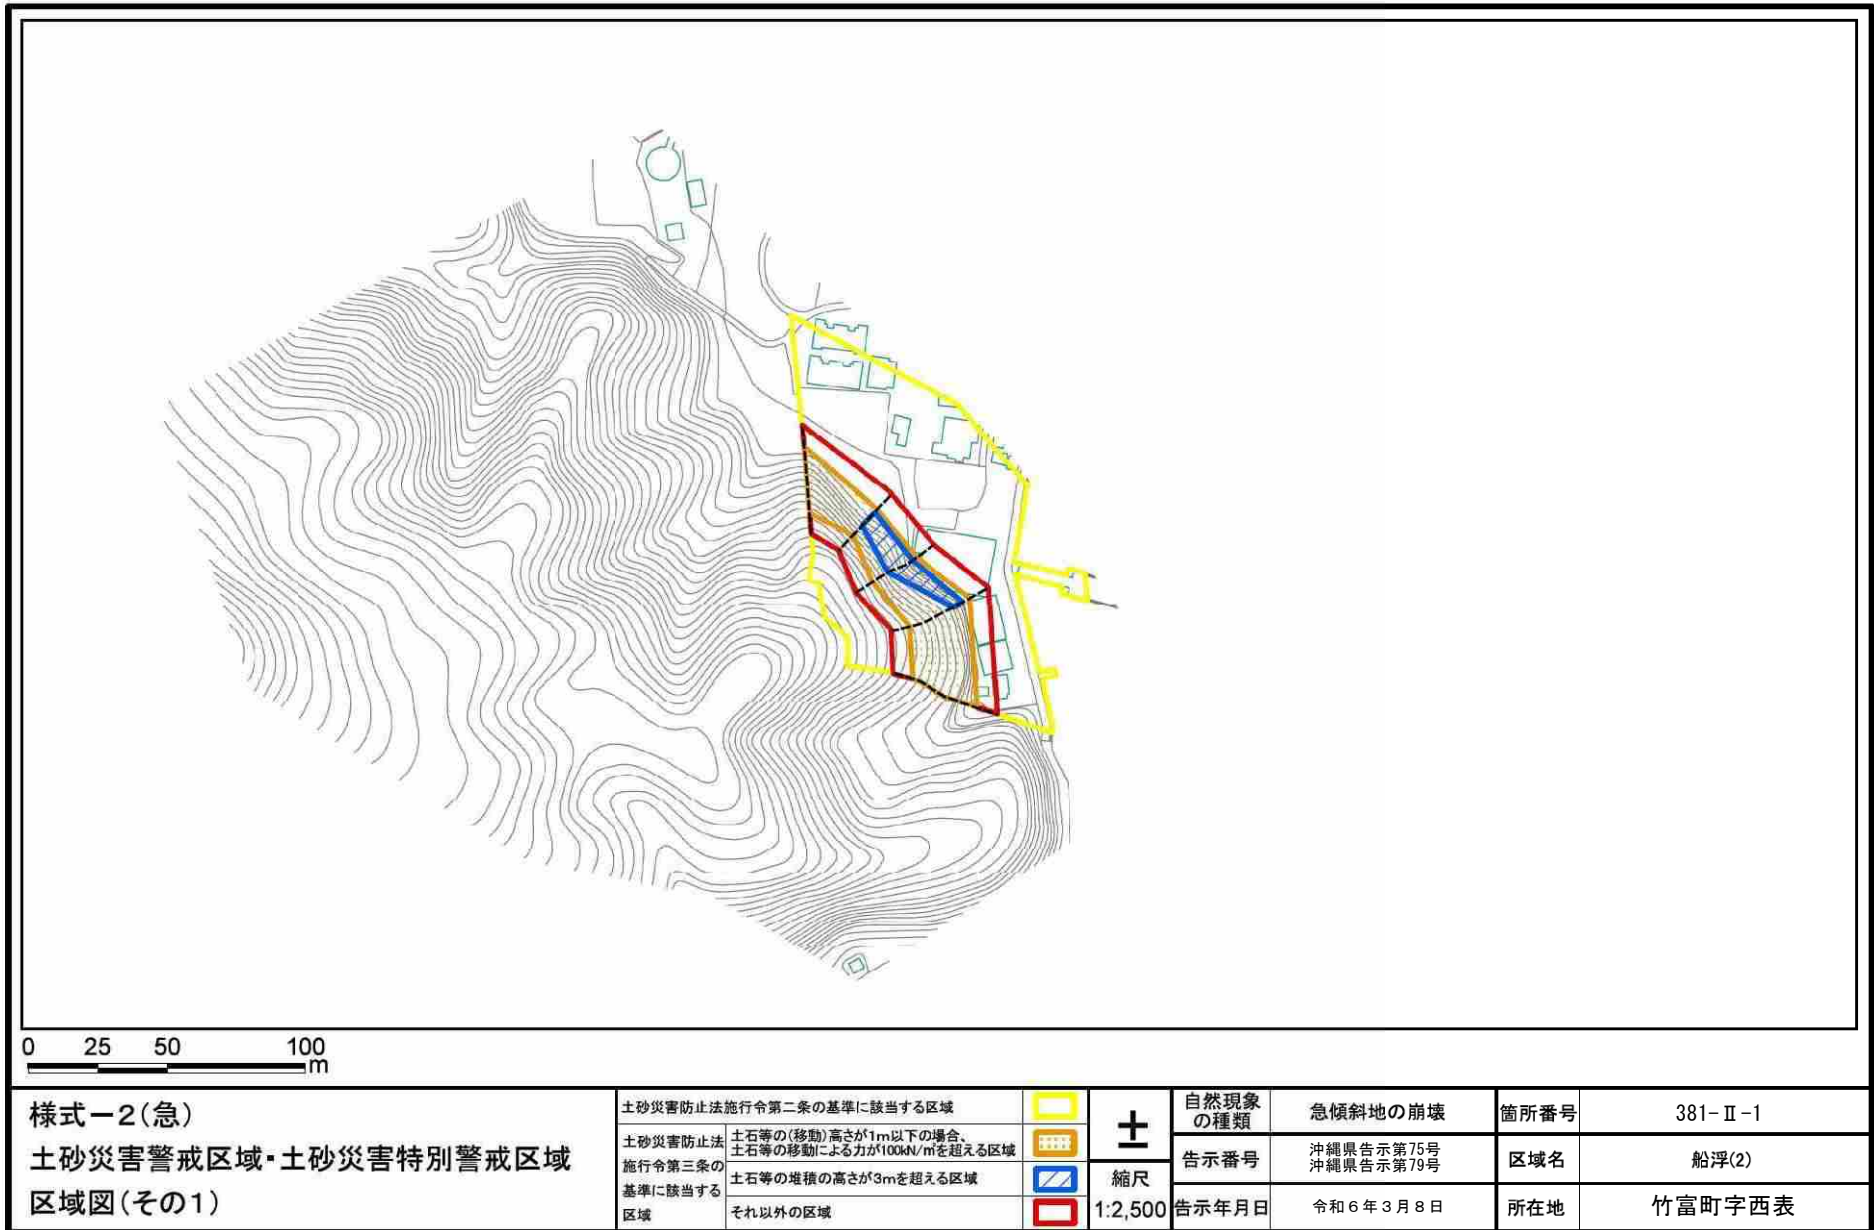 0 25 50 100
m
様式－2(急)
土砂災害警戒区域・土砂災害特別警戒区域
区域図(その1)
土砂災害防止法施行令第二条の基準に該当する区域
土砂災害防止法
施行令第三条の
基準に該当する
区域
土石等の(移動)高さが1m以下の場合、
土石等の移動による力が100kN/㎡を超える区域
土石等の堆積の高さが3mを超える区域
それ以外の区域
縮尺
1:2,500
自然現象
の種類
急傾斜地の崩壊
箇所番号
381-Ⅱ-1
告示番号
沖縄県告示第75号
沖縄県告示第79号
区域名
船浮(2)
告示年月日
令和6年3月8日
所在地
竹富町字西表